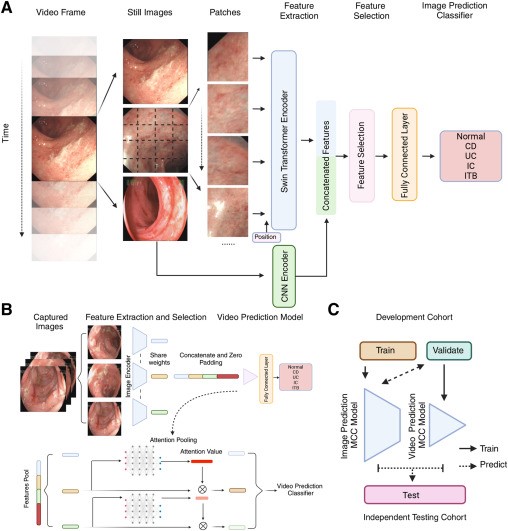 A
Video Frame
Still Images
Patches
Feature
Extraction
Feature
Selection
Image Prediction
Classifier
Time
Swin Transformer Encoder
Position
......
CNN Encoder
Concatenated Features
Feature Selection
Fully Connected Layer
Normal
CD
UC
IC
ITB
B
Captured
Images
Feature Extraction and Selection
Video Prediction Model
Image Encoder
Share
weights
Concatenate and Zero
Padding
Fully Connected Layer
Normal
CD
UC
IC
ITB
Attention Pooling
Attention Value
Features Pool
Video Prediction
Classifier
C
Development Cohort
Train
Validate
Image Prediction
MCC Model
Video Prediction
MCC Model
Train
Predict
Test
Independent Testing Cohort